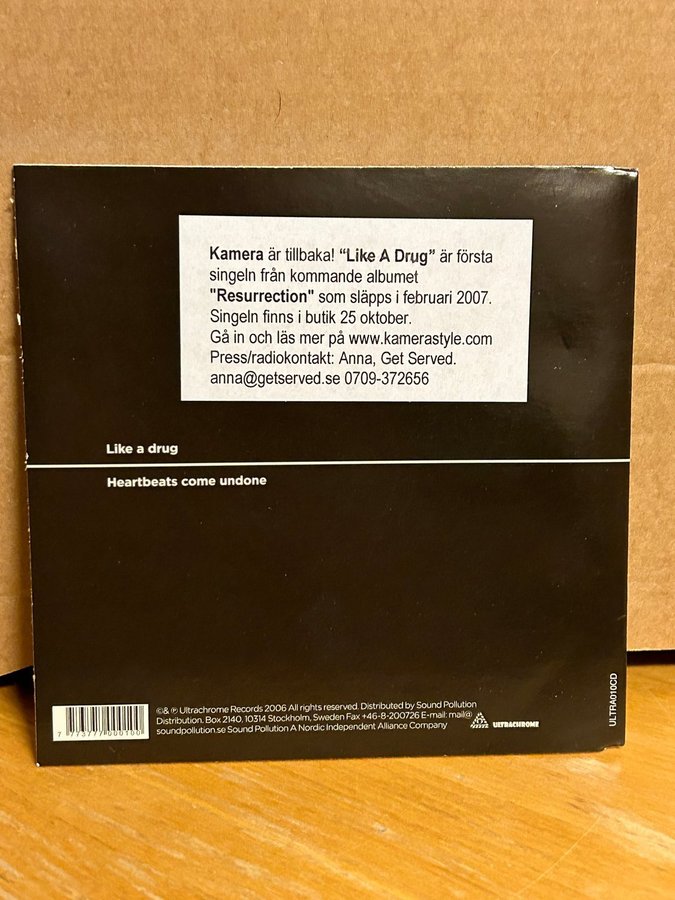 Kamera är tillbaka! “Like A Drug” är första
singeln från kommande albumet
"Resurrection" som släpps i februari 2007.
Singeln finns i butik 25 oktober.
Gå in och läs mer på www.kamerastyle.com
Press/radiokontakt: Anna, Get Served.
anna@getserved.se 0709-372656
Like a drug
Heartbeats come undone
©& ℗ Ultrachrome Records 2006 All rights reserved. Distributed by Sound Pollution
Distribution. Box 2140, 10314 Stockholm, Sweden Fax +46-8-200726 E-mail: mail@
soundpollution.se Sound Pollution A Nordic Independent Alliance Company
7 773777 000100
ULTRACHROME
ULTRA010CD